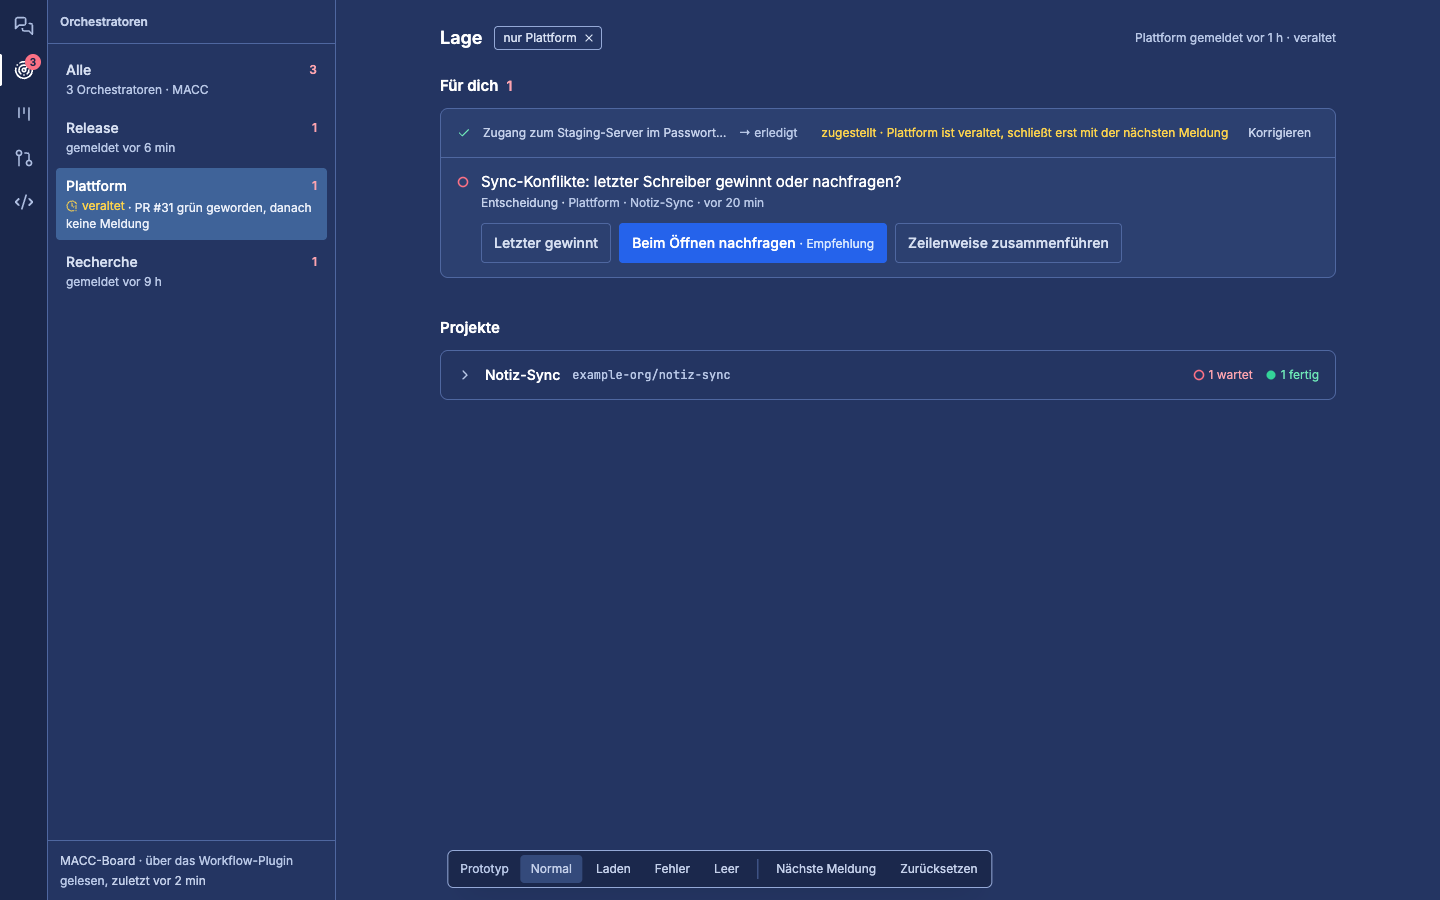 3
Orchestratoren
Alle 3
3 Orchestratoren · MACC
Release 1
gemeldet vor 6 min
Plattform 1
veraltet · PR #31 grün geworden, danach
keine Meldung
Recherche 1
gemeldet vor 9 h
MACC-Board · über das Workflow-Plugin
gelesen, zuletzt vor 2 min
Lage nur Plattform × Plattform gemeldet vor 1 h · veraltet
Für dich 1
Zugang zum Staging-Server im Passwort... → erledigt zugestellt · Plattform ist veraltet, schließt erst mit der nächsten Meldung Korrigieren
Sync-Konflikte: letzter Schreiber gewinnt oder nachfragen?
Entscheidung · Plattform · Notiz-Sync · vor 20 min
Letzter gewinnt Beim Öffnen nachfragen · Empfehlung Zeilenweise zusammenführen
Projekte
Notiz-Sync example-org/notiz-sync 1 wartet 1 fertig
Prototyp Normal Laden Fehler Leer Nächste Meldung Zurücksetzen